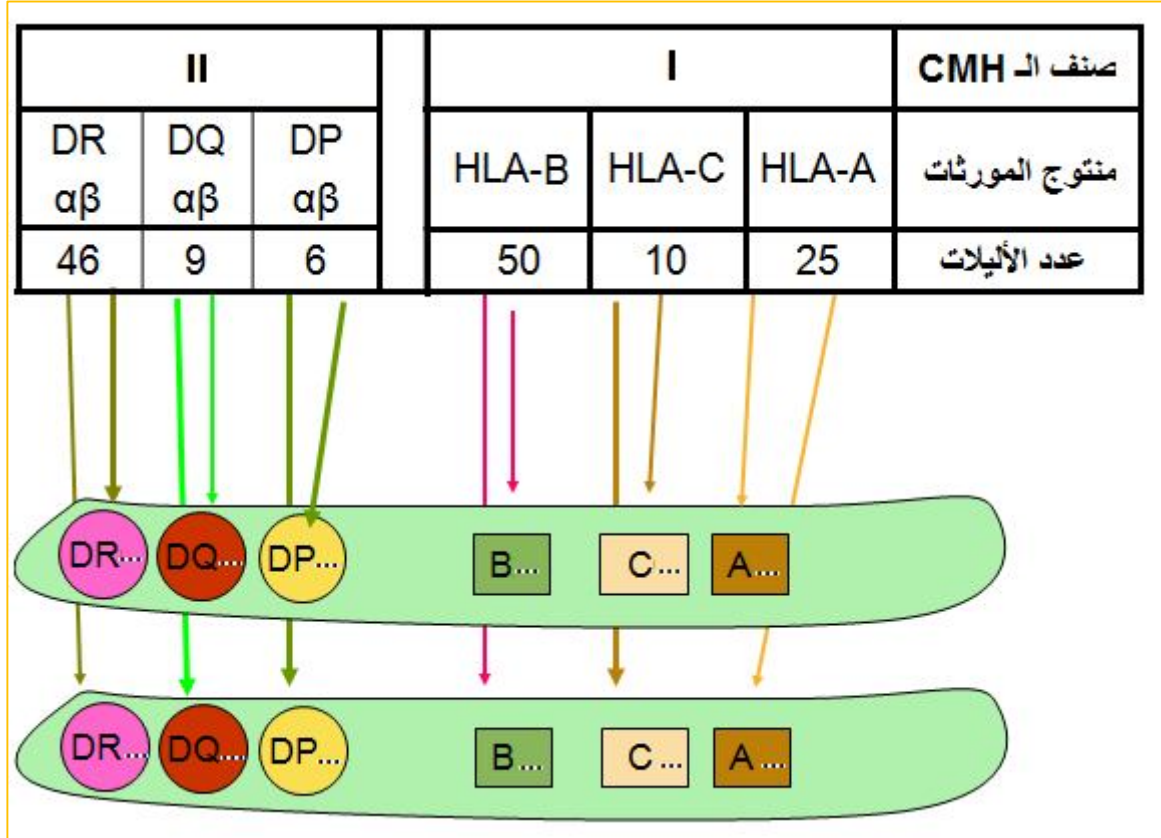 صنف الـ CMH I II
منتوج المورثات HLA-A HLA-C HLA-B DP αβ DQ αβ DR αβ
عدد الأليلات 25 10 50 6 9 46
DR... DQ.... DP... B... C... A....
DR... DQ.... DP... B... C... A....